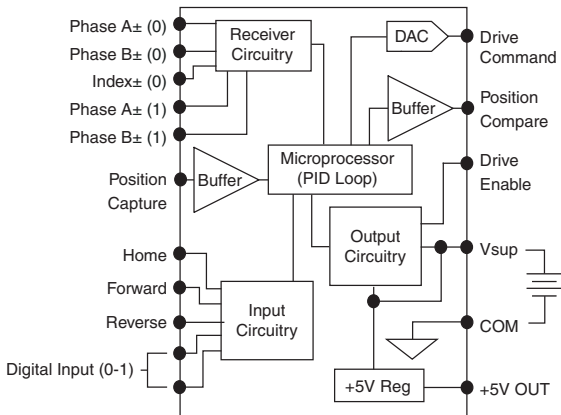 Phase A± (0)
Phase B± (0)
Index± (0)
Phase A± (1)
Phase B± (1)
Receiver
Circuitry
DAC
Drive
Command
Buffer
Position
Compare
Microprocessor
(PID Loop)
Drive
Enable
Position
Capture
Buffer
Output
Circuitry
Vsup
Home
Forward
Reverse
Digital Input (0-1)
Input
Circuitry
COM
+5V Reg
+5V OUT